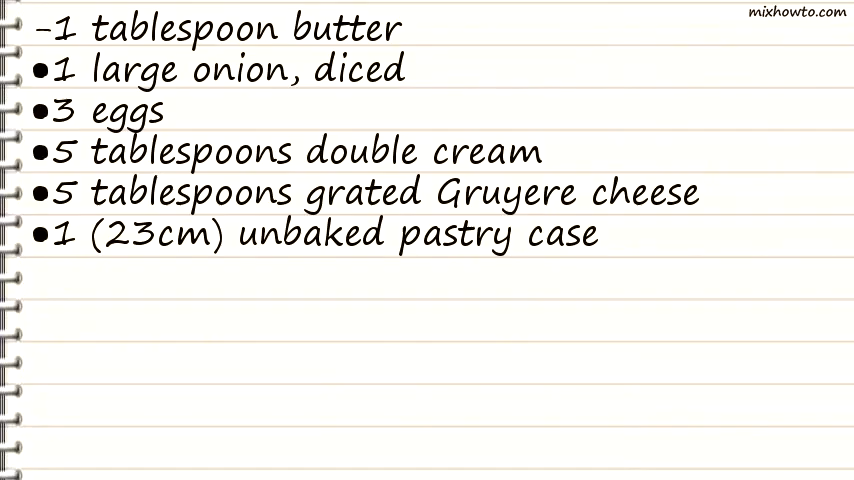 mixhowto.com
-1 tablespoon butter
•1 large onion, diced
•3 eggs
•5 tablespoons double cream
•5 tablespoons grated Gruyere cheese
•1 (23cm) unbaked pastry case